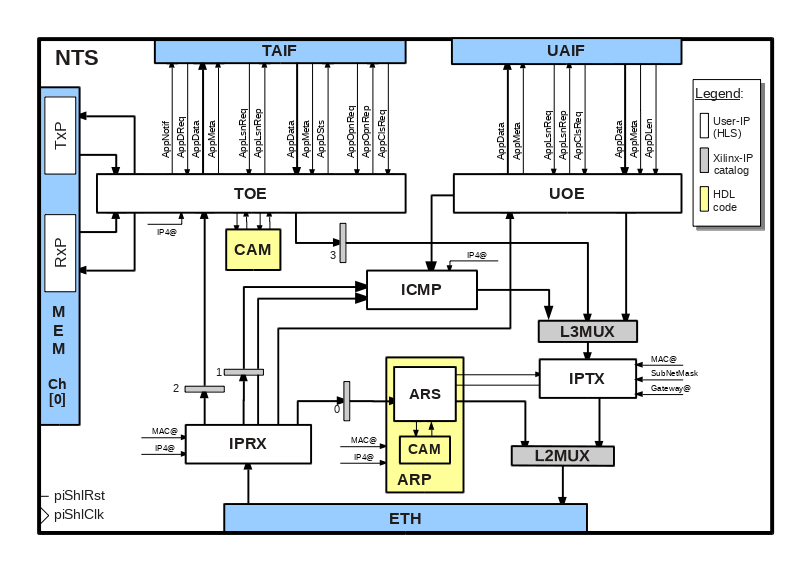 NTS
TAIF
UAIF
Legend:
User-IP
(HLS)
Xilinx-IP
catalog
HDL
code
TxP
RxP
M
E
M
Ch
[0]
AppNotif
AppDReq
AppData
AppMeta
AppLsnReq
AppLsnRep
AppData
AppMeta
AppDSts
AppOpnReq
AppOpnRep
AppClsReq
AppData
AppMeta
AppLsnReq
AppLsnRep
AppClsReq
AppData
AppMeta
AppDLen
TOE
UOE
IP4@
CAM
3
IP4@
ICMP
L3MUX
1
2
0
ARS
CAM
ARP
IPTX
MAC@
SubNetMask
Gateway@
MAC@
IP4@
IPRX
MAC@
IP4@
L2MUX
piShlRst
piShlClk
ETH